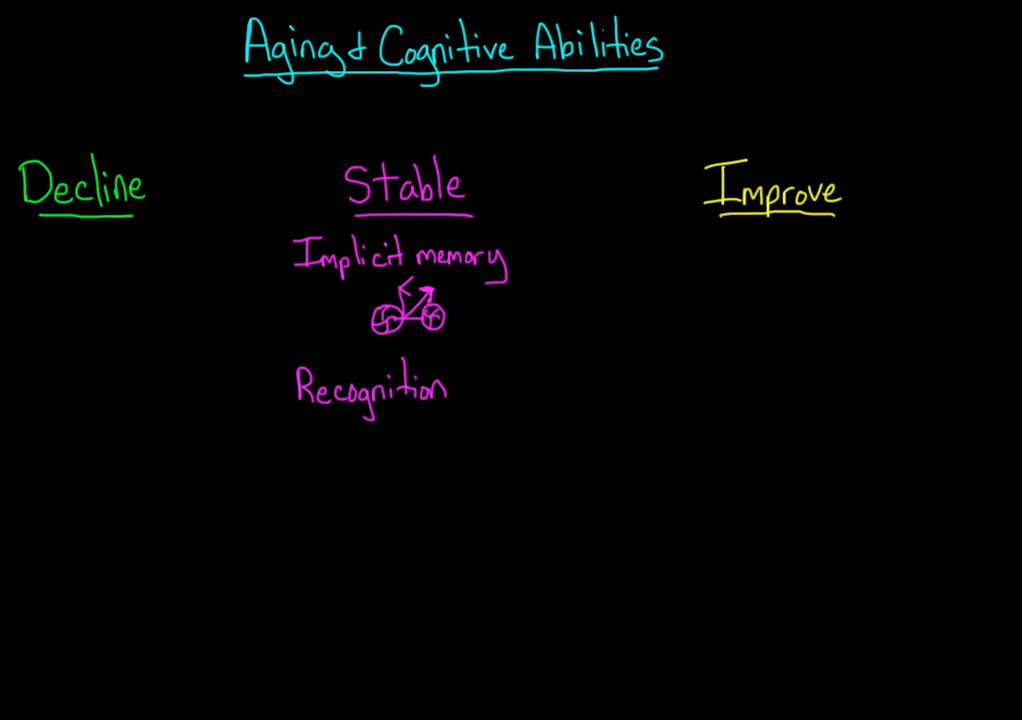 Aging & Cognitive Abilities
Decline
Stable
Improve
Implicit memory
Recognition